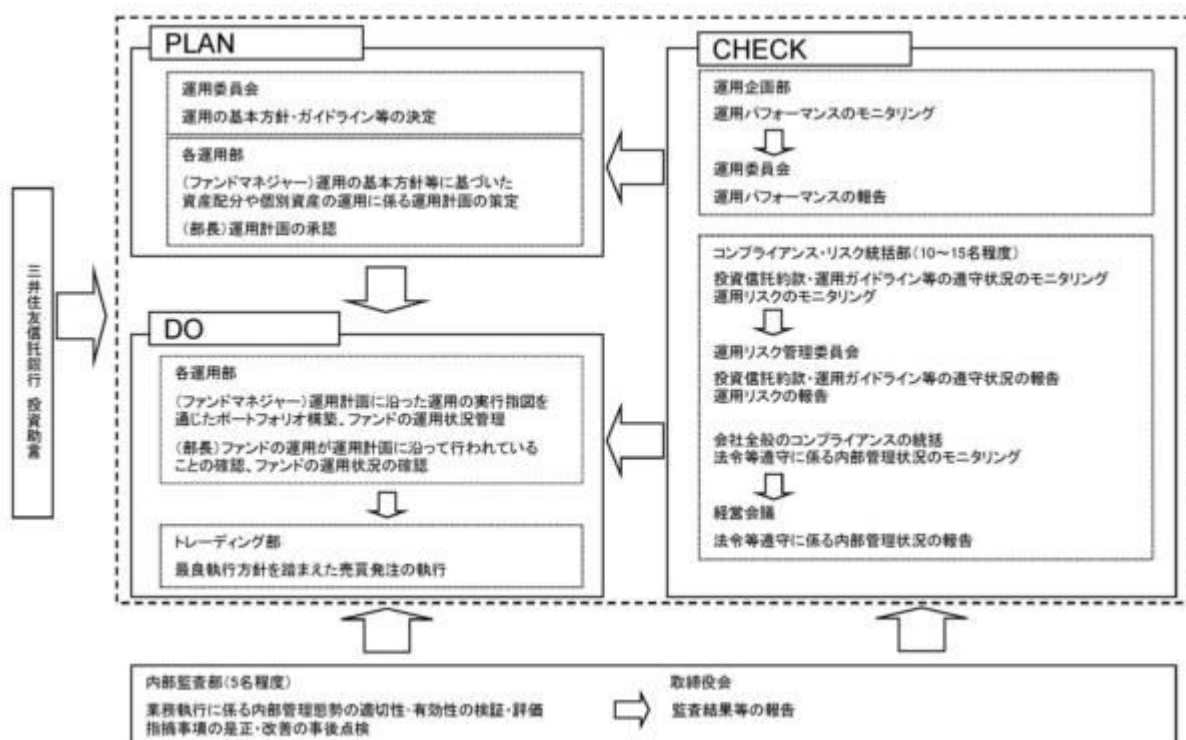 三井住友信託銀行 投資助言
PLAN
運用委員会
運用の基本方針・ガイドライン等の決定
各運用部
(ファンドマネジャー)運用の基本方針等に基づいた
資産配分や個別資産の運用に係る運用計画の策定
(部長)運用計画の承認
DO
各運用部
(ファンドマネジャー)運用計画に沿った運用の実行指図を
通じたポートフォリオ構築、ファンドの運用状況管理
(部長)ファンドの運用が運用計画に沿って行われている
ことの確認、ファンドの運用状況の確認
トレーディング部
最良執行方針を踏まえた売買発注の執行
CHECK
運用企画部
運用パフォーマンスのモニタリング
運用委員会
運用パフォーマンスの報告
コンプライアンス・リスク統括部(10~15名程度)
投資信託約款・運用ガイドライン等の遵守状況のモニタリング
運用リスクのモニタリング
運用リスク管理委員会
投資信託約款・運用ガイドライン等の遵守状況の報告
運用リスクの報告
会社全般のコンプライアンスの統括
法令等遵守に係る内部管理状況のモニタリング
経営会議
法令等遵守に係る内部管理状況の報告
内部監査部(5名程度)
業務執行に係る内部管理態勢の適切性・有効性の検証・評価
指摘事項の是正・改善の事後点検
取締役会
監査結果等の報告